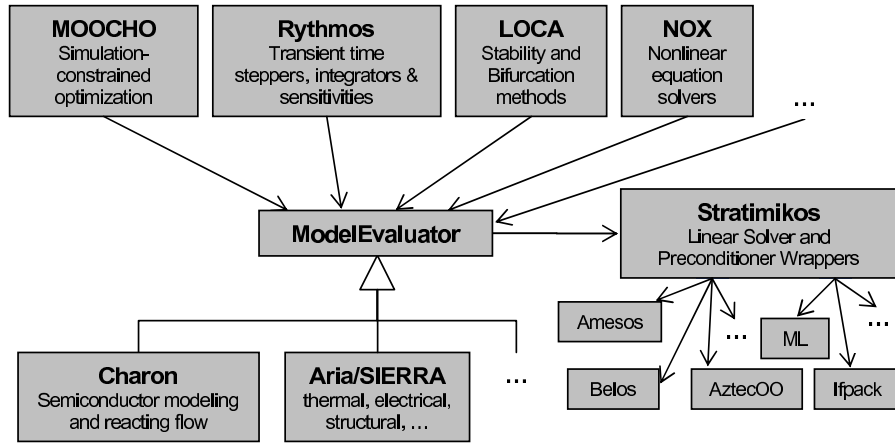 MOOCHO
Simulation-
constrained
optimization
Rythmos
Transient time
steppers, integrators &
sensitivities
LOCA
Stability and
Bifurcation
methods
NOX
Nonlinear
equation
solvers
...
ModelEvaluator
Stratimikos
Linear Solver and
Preconditioner Wrappers
Amesos
...
ML
...
Belos
AztecOO
Ifpack
Charon
Semiconductor modeling
and reacting flow
Aria/SIERRA
thermal, electrical,
structural, ...
...